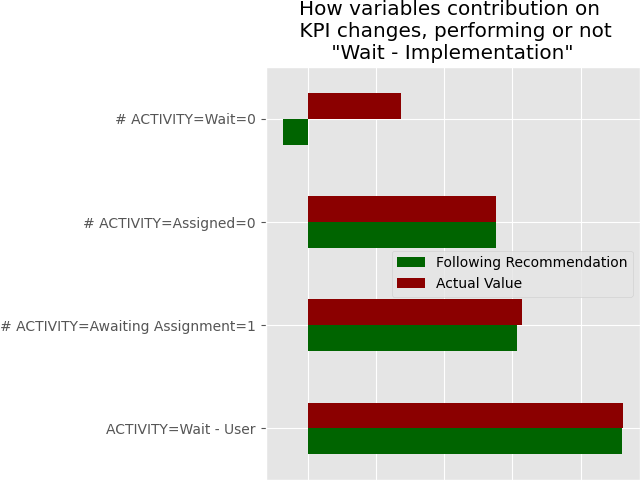 How variables contribution on
KPI changes, performing or not
"Wait - Implementation"
# ACTIVITY=Wait=0
# ACTIVITY=Assigned=0
Following Recommendation
Actual Value
# ACTIVITY=Awaiting Assignment=1
ACTIVITY=Wait - User